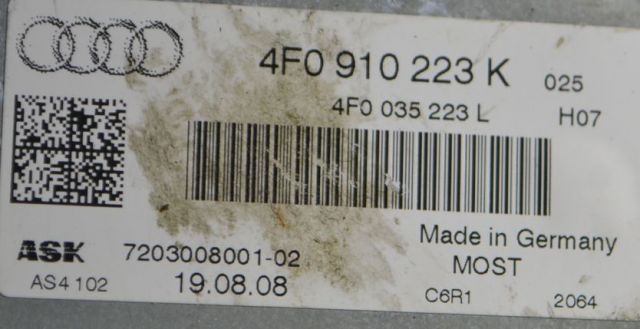 4F0 910 223 K 025
4F0 035 223 L H07
ASK 7203008001-02 Made in Germany
MOST
AS4 102 19.08.08 C6R1 2064